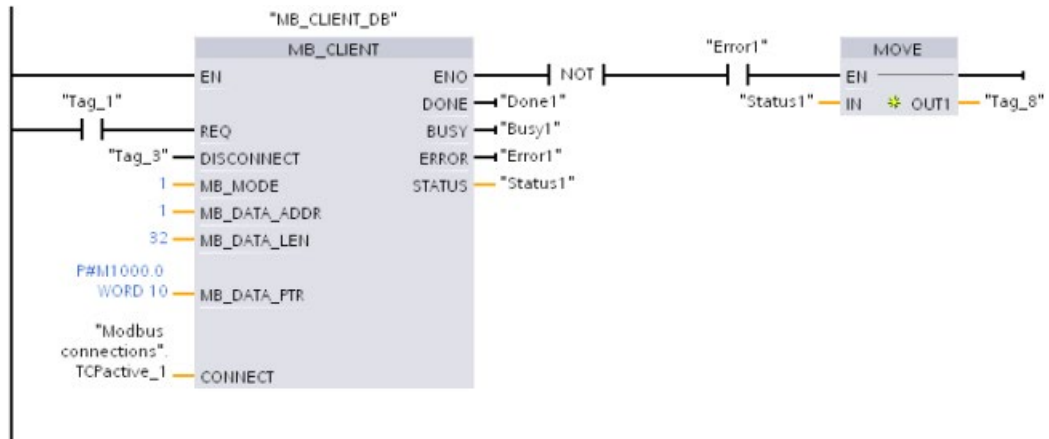 "MB_CLIENT_DB"
MB_CLIENT
"Error1"
MOVE
EN
ENO
NOT
EN
"Tag_1"
DONE
"Done1"
"Status1"
IN
OUT1
"Tag_8"
REQ
BUSY
"Busy1"
"Tag_3"
DISCONNECT
ERROR
"Error1"
1
MB_MODE
STATUS
"Status1"
1
MB_DATA_ADDR
32
MB_DATA_LEN
P#M1000.0
WORD 10
MB_DATA_PTR
"Modbus
connections".
TCPactive_1
CONNECT